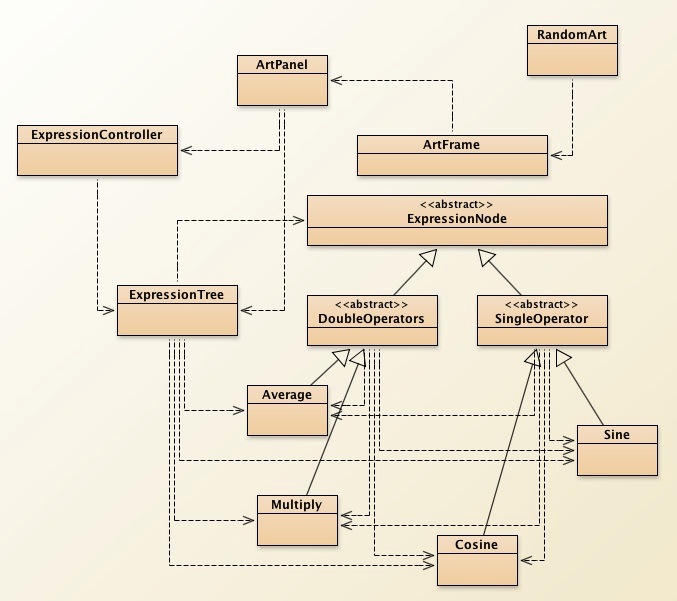 RandomArt
ArtPanel
ExpressionController
ArtFrame
<<abstract>>
ExpressionNode
ExpressionTree
<<abstract>>
DoubleOperators
<<abstract>>
SingleOperator
Average
Sine
Multiply
Cosine